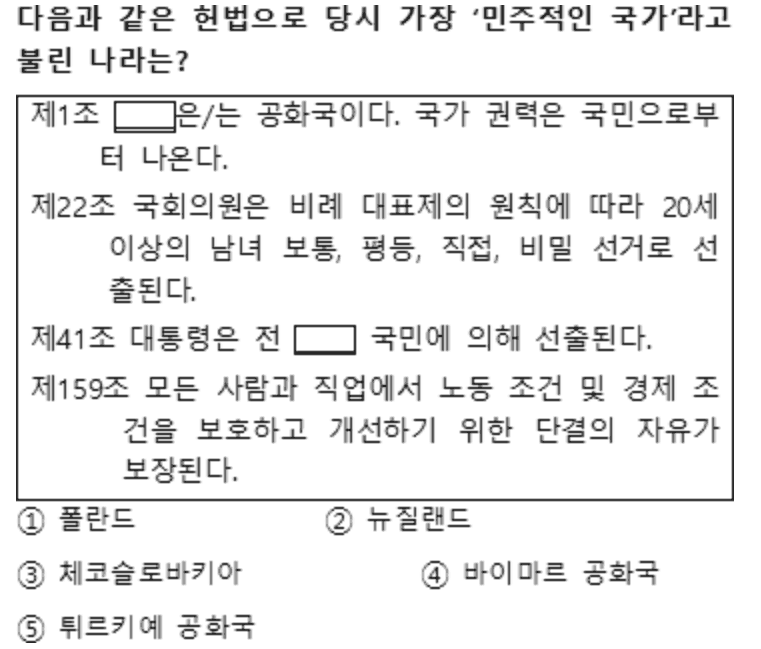 다음과 같은 헌법으로 당시 가장 ‘민주적인 국가’라고
불린 나라는?
제1조 은/는 공화국이다. 국가 권력은 국민으로부
터 나온다.
제22조 국회의원은 비례 대표제의 원칙에 따라 20세
이상의 남녀 보통, 평등, 직접, 비밀 선거로 선
출된다.
제41조 대통령은 전 국민에 의해 선출된다.
제159조 모든 사람과 직업에서 노동 조건 및 경제 조
건을 보호하고 개선하기 위한 단결의 자유가
보장된다.
① 폴란드 ② 뉴질랜드
③ 체코슬로바키아 ④ 바이마르 공화국
⑤ 튀르키예 공화국